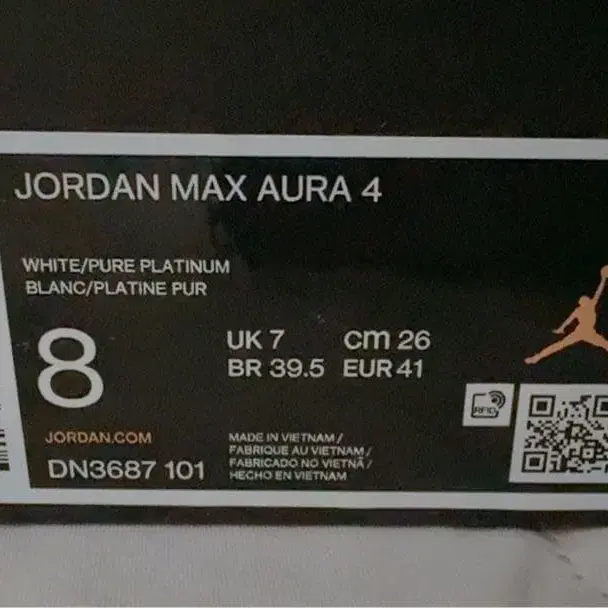 JORDAN MAX AURA 4
WHITE/PURE PLATINUM
BLANC/PLATINE PUR
8
UK 7 cm 26
BR 39.5 EUR 41
RFID
JORDAN.COM
DN3687 101
MADE IN VIETNAM /
FABRIQUE AU VIETNAM /
FABRICADO NO VIETNÃ /
HECHO EN VIETNAM